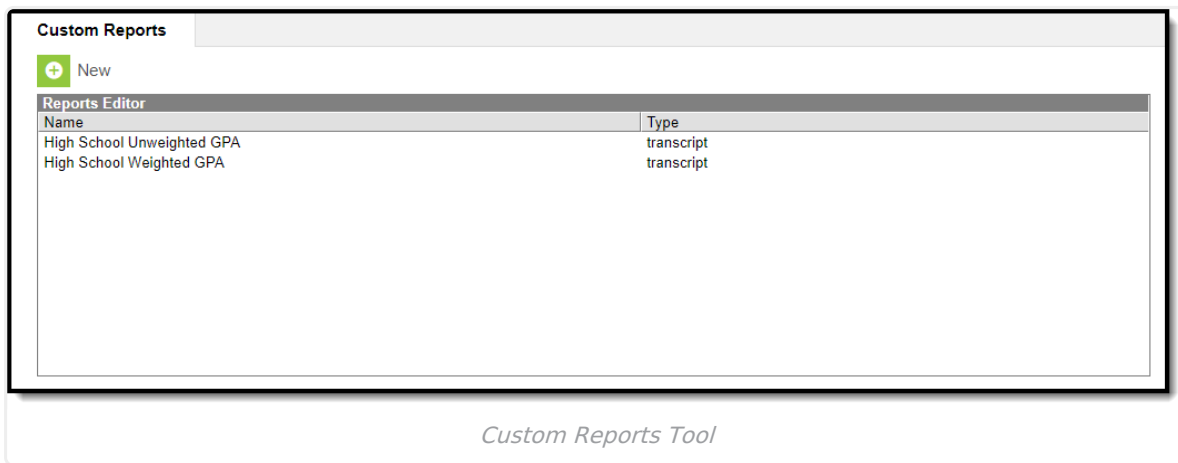 Custom Reports
New
Reports Editor
Name Type
High School Unweighted GPA transcript
High School Weighted GPA transcript
Custom Reports Tool